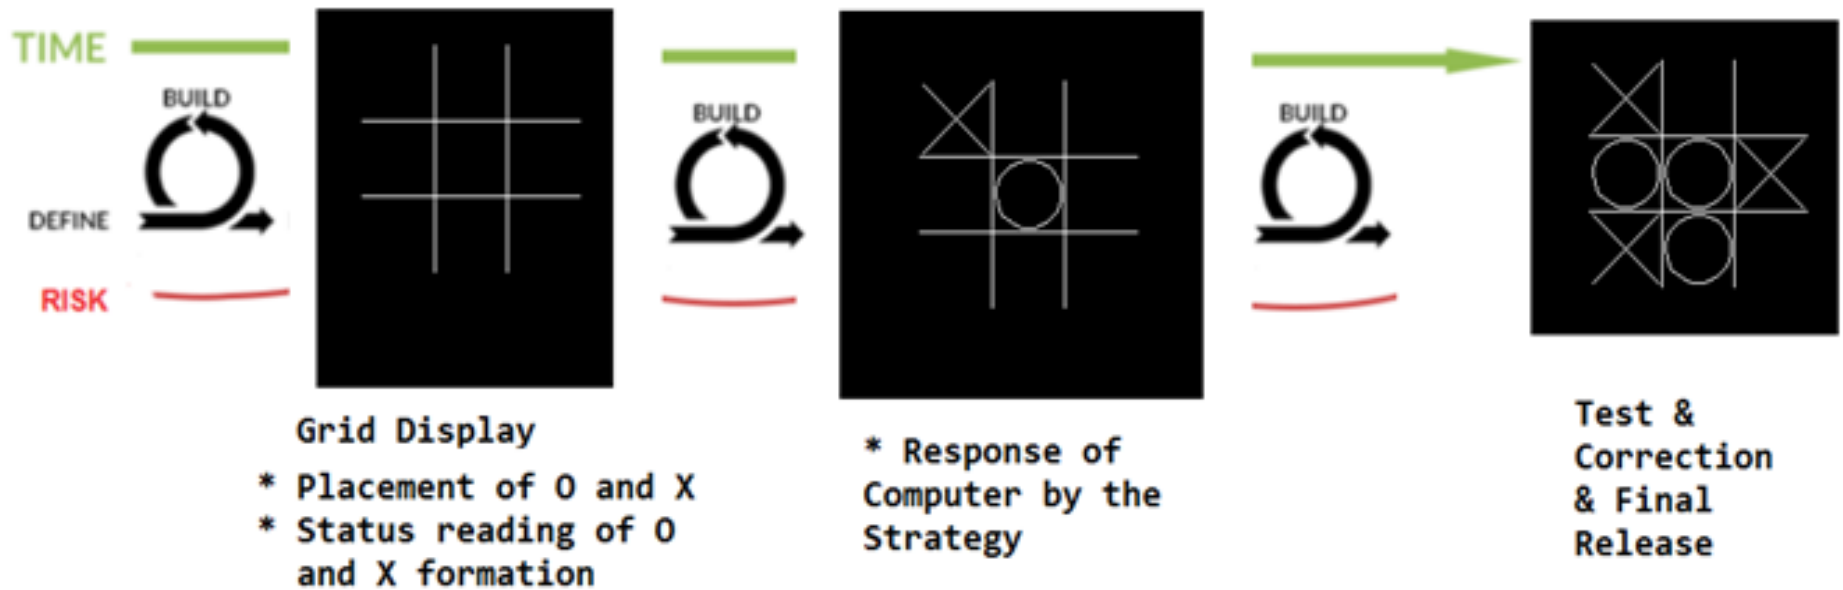 TIME
BUILD
DEFINE
RISK
Grid Display
* Placement of O and X
* Status reading of O
and X formation
BUILD
* Response of
Computer by the
Strategy
BUILD
Test &
Correction
& Final
Release